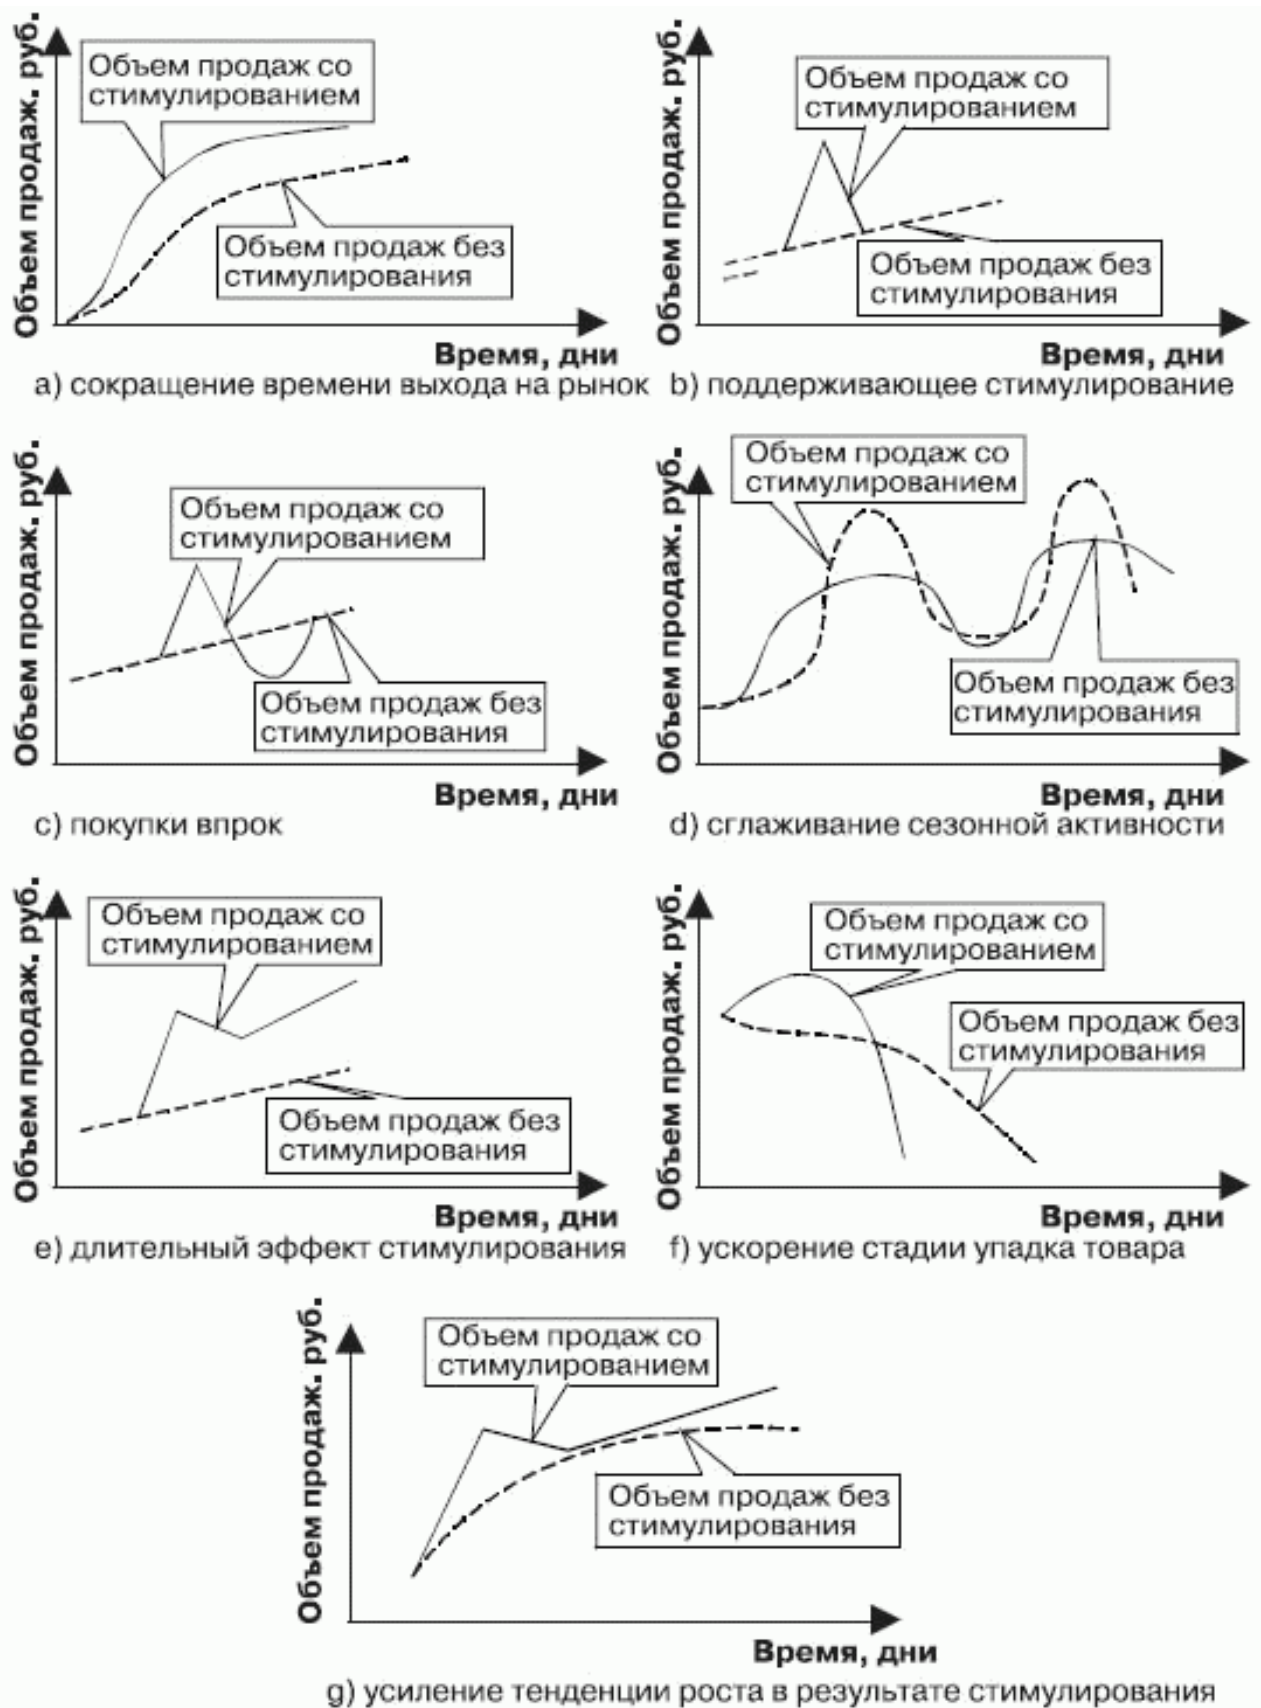 Объем продаж. руб.
Объем продаж со
стимулированием
Объем продаж без
стимулирования
Время, дни
a) сокращение времени выхода на рынок
Объем продаж. руб.
Объем продаж со
стимулированием
Объем продаж без
стимулирования
Время, дни
b) поддерживающее стимулирование
Объем продаж. руб.
Объем продаж со
стимулированием
Объем продаж без
стимулирования
Время, дни
c) покупки впрок
Объем продаж. руб.
Объем продаж со
стимулированием
Объем продаж без
стимулирования
Время, дни
d) сглаживание сезонной активности
Объем продаж. руб.
Объем продаж со
стимулированием
Объем продаж без
стимулирования
Время, дни
e) длительный эффект стимулирования
Объем продаж. руб.
Объем продаж со
стимулированием
Объем продаж без
стимулирования
Время, дни
f) ускорение стадии упадка товара
Объем продаж. руб.
Объем продаж со
стимулированием
Объем продаж без
стимулирования
Время, дни
g) усиление тенденции роста в результате стимулирования